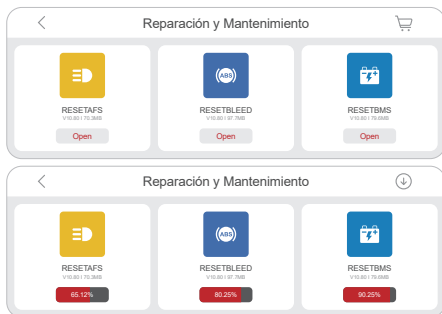 Reparación y Mantenimiento
ABS
RESETAFS RESETBLEED RESETBMS
V10.80 I 70.3MB V10.80 I 97.7MB V10.80 I 79.6MB
Open Open Open
Reparación y Mantenimiento
ABS
RESETAFS RESETBLEED RESETBMS
V10.80 I 70.3MB V10.80 I 97.7MB V10.80 I 79.6MB
65.12% 80.25% 90.25%